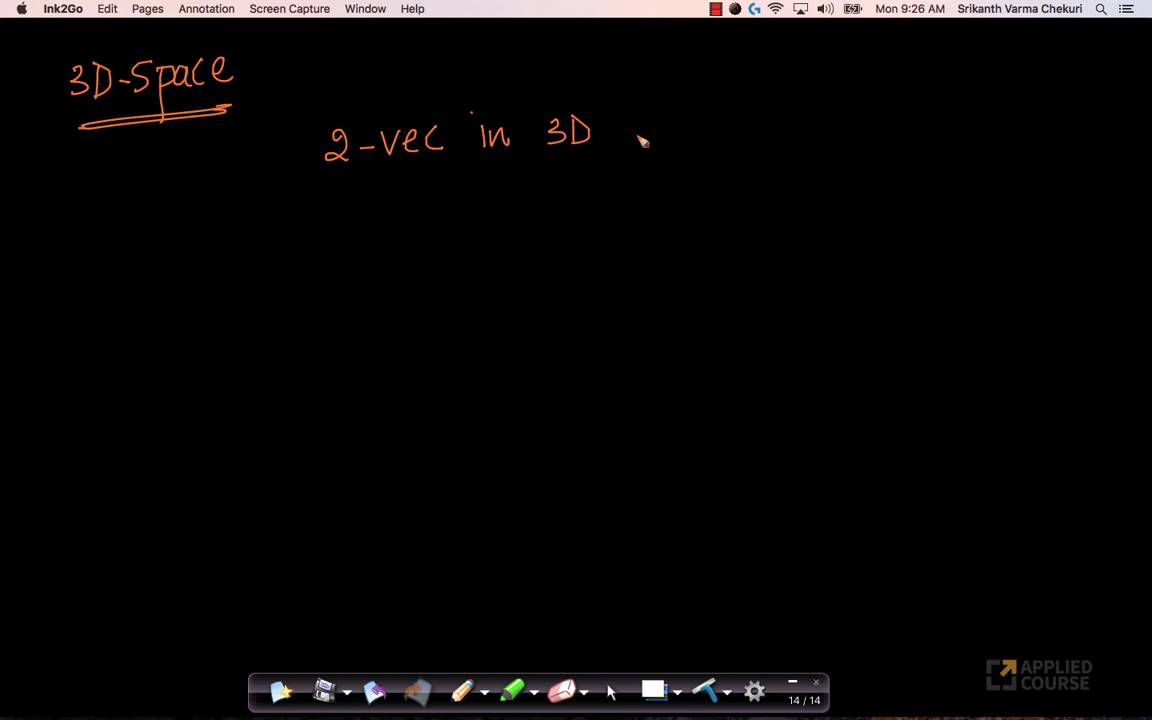 Ink2Go Edit Pages Annotation Screen Capture Window Help Mon 9:26 AM Srikanth Varma Chekuri
3D-Space
2-vec in 3D
APPLIED
COURSE
14 / 14